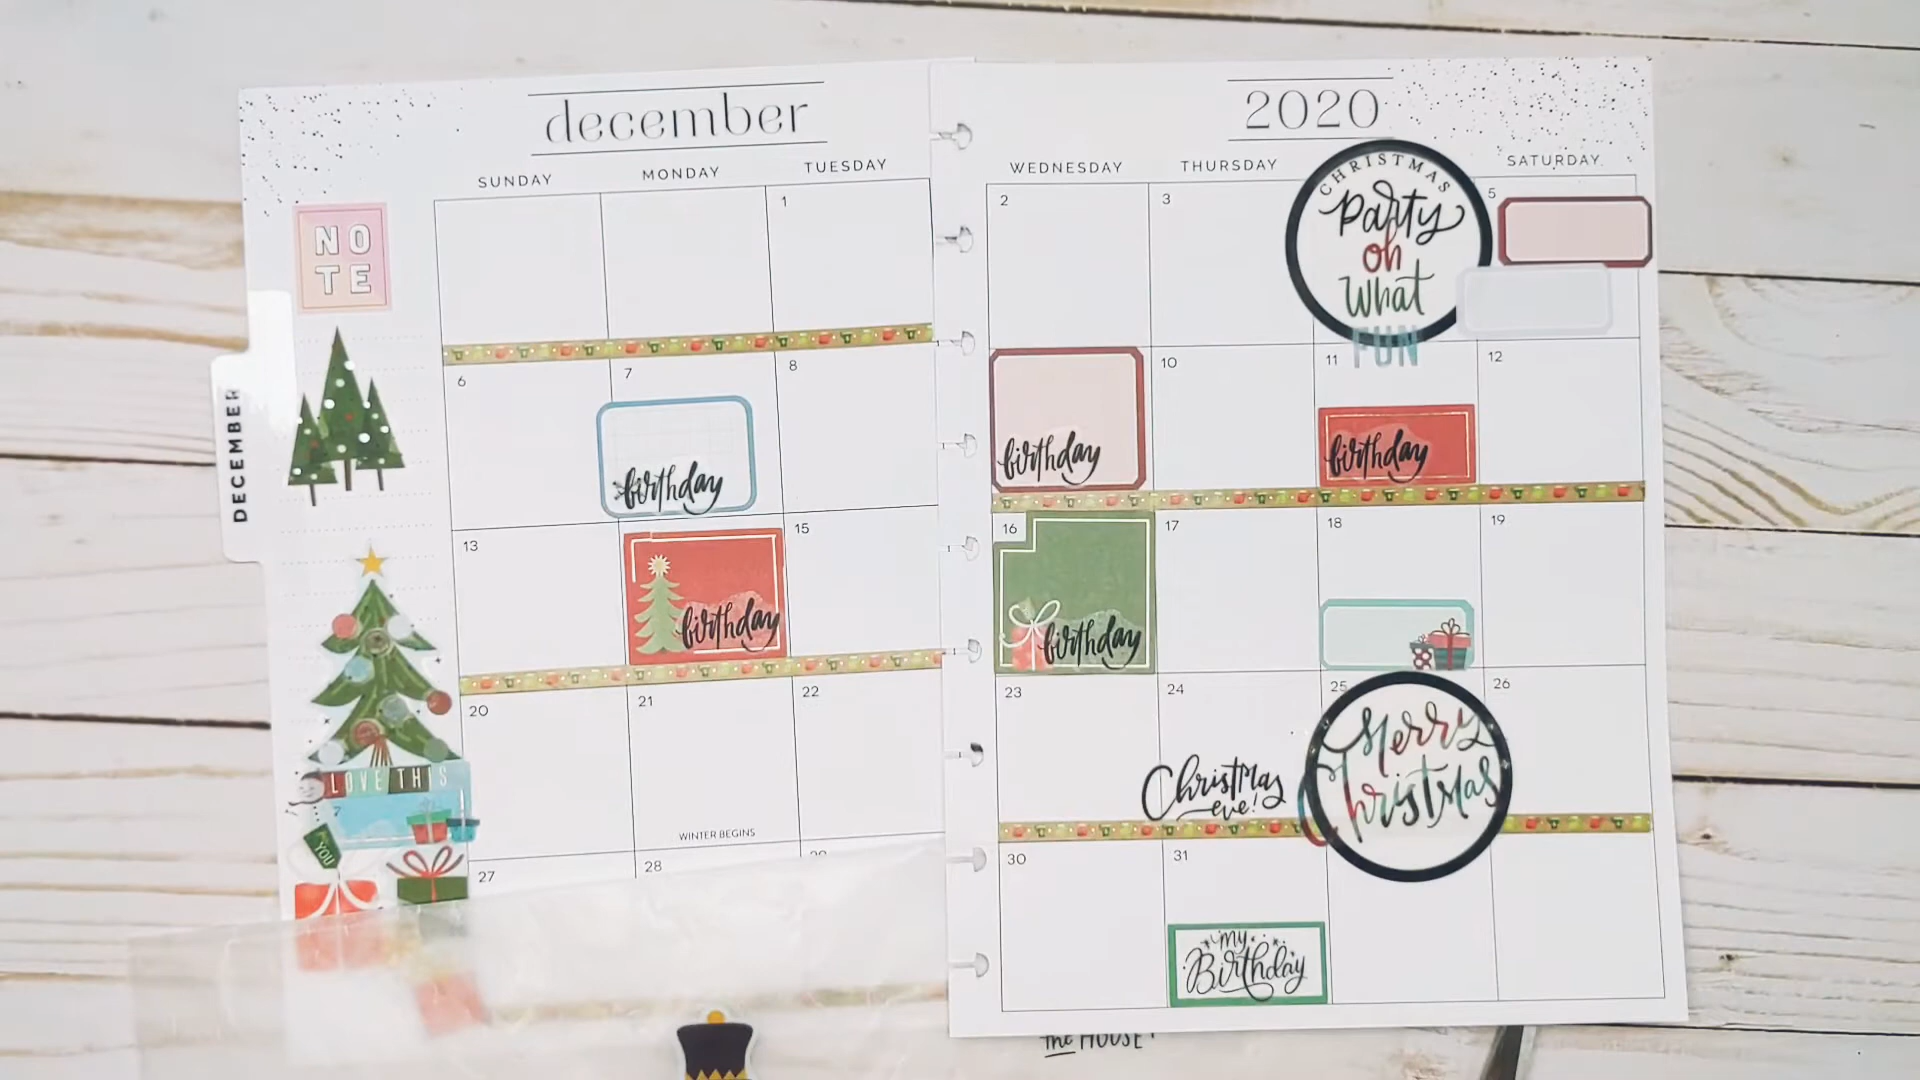 december
2020
SUNDAY
MONDAY
TUESDAY
WEDNESDAY
THURSDAY
SATURDAY
NO
TE
DECEMBER
1
2
3
CHRISTMAS
party
oh
what
FUN
5
6
7
birthday
8
birthday
10
11
birthday
12
13
birthday
15
16
birthday
17
18
19
20
21
WINTER BEGINS
22
23
24
Christmas
eve!
25
Merry
Christmas
26
LOVE THIS
7
YOU
27
28
30
31
my
Birthday
the HOUSE